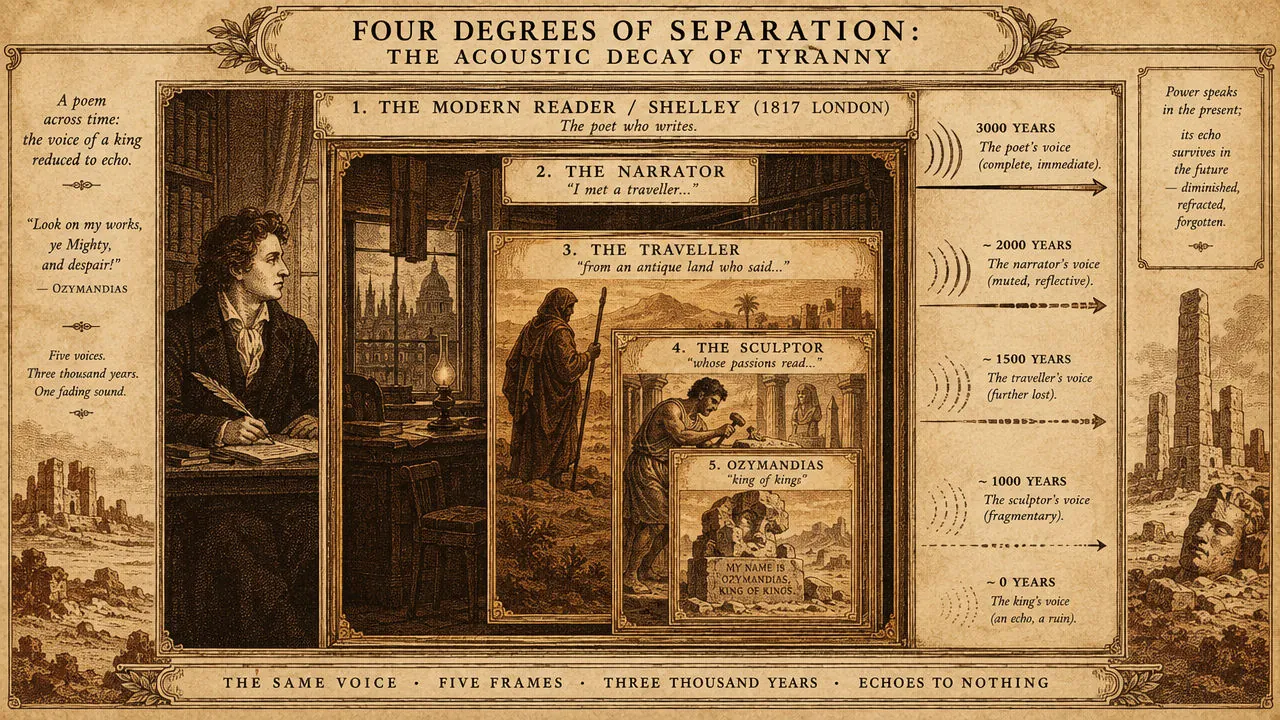 FOUR DEGREES OF SEPARATION:
THE ACOUSTIC DECAY OF TYRANNY
A poem
across time:
the voice of a king
reduced to echo.
“Look on my works,
ye Mighty,
and despair!”
— OZYMANDIAS
Five voices.
Three thousand years.
One fading sound.
1. THE MODERN READER / SHELLEY (1817 LONDON)
The poet who writes.
2. THE NARRATOR
“I met a traveller...”
3. THE TRAVELLER
“from an antique land who said...”
4. THE SCULPTOR
“whose passions read...”
5. OZYMANDIAS
“king of kings”
MY NAME IS
OZYMANDIAS,
KING OF KINGS.
3000 YEARS
The poet’s voice
(complete, immediate).
~ 2000 YEARS
The narrator’s voice
(muted, reflective).
~ 1500 YEARS
The traveller’s voice
(further lost).
~ 1000 YEARS
The sculptor’s voice
(fragmentary).
~ 0 YEARS
The king’s voice
(an echo, a ruin).
Power speaks
in the present;
its echo
survives in
the future
— diminished,
refracted,
forgotten.
THE SAME VOICE · FIVE FRAMES · THREE THOUSAND YEARS · ECHOES TO NOTHING